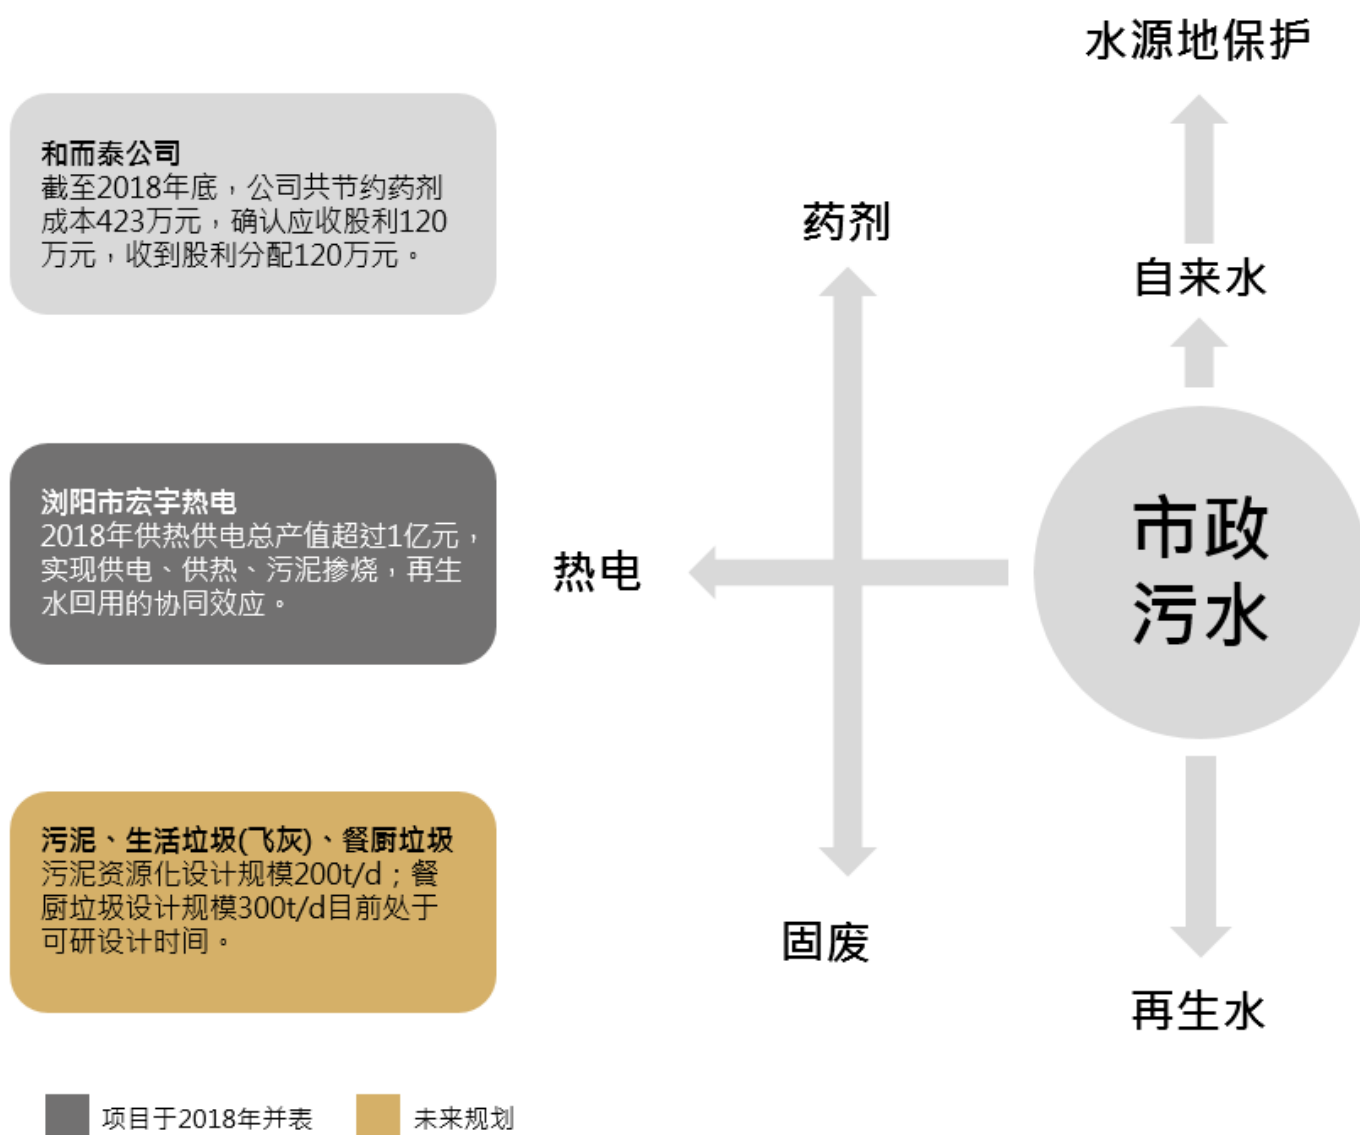 水源地保护
和而泰公司
截至2018年底，公司共节约药剂
成本423万元，确认应收股利120
万元，收到股利分配120万元。
药剂
自来水
浏阳市宏宇热电
2018年供热供电总产值超过1亿元，
实现供电、供热、污泥掺烧，再生
水回用的协同效应。
热电
市政
污水
污泥、生活垃圾(飞灰)、餐厨垃圾
污泥资源化设计规模200t/d；餐
厨垃圾设计规模300t/d目前处于
可研设计时间。
固废
再生水
项目于2018年并表
未来规划